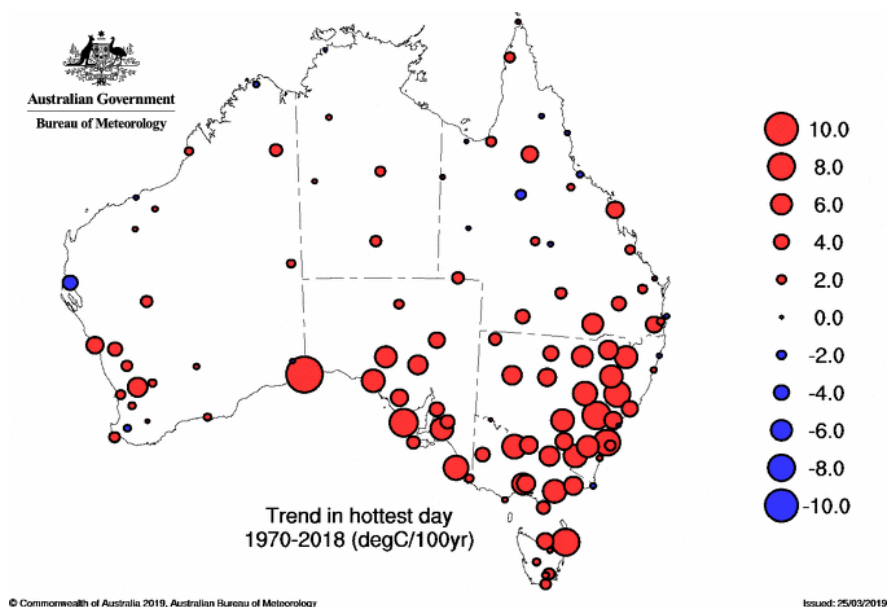 Australian Government
Bureau of Meteorology
10.0
8.0
6.0
4.0
2.0
0.0
-2.0
-4.0
-6.0
-8.0
-10.0
Trend in hottest day
1970-2018 (degC/100yr)
© Commonwealth of Australia 2019, Australian Bureau of Meteorology
Issued: 25/03/2019